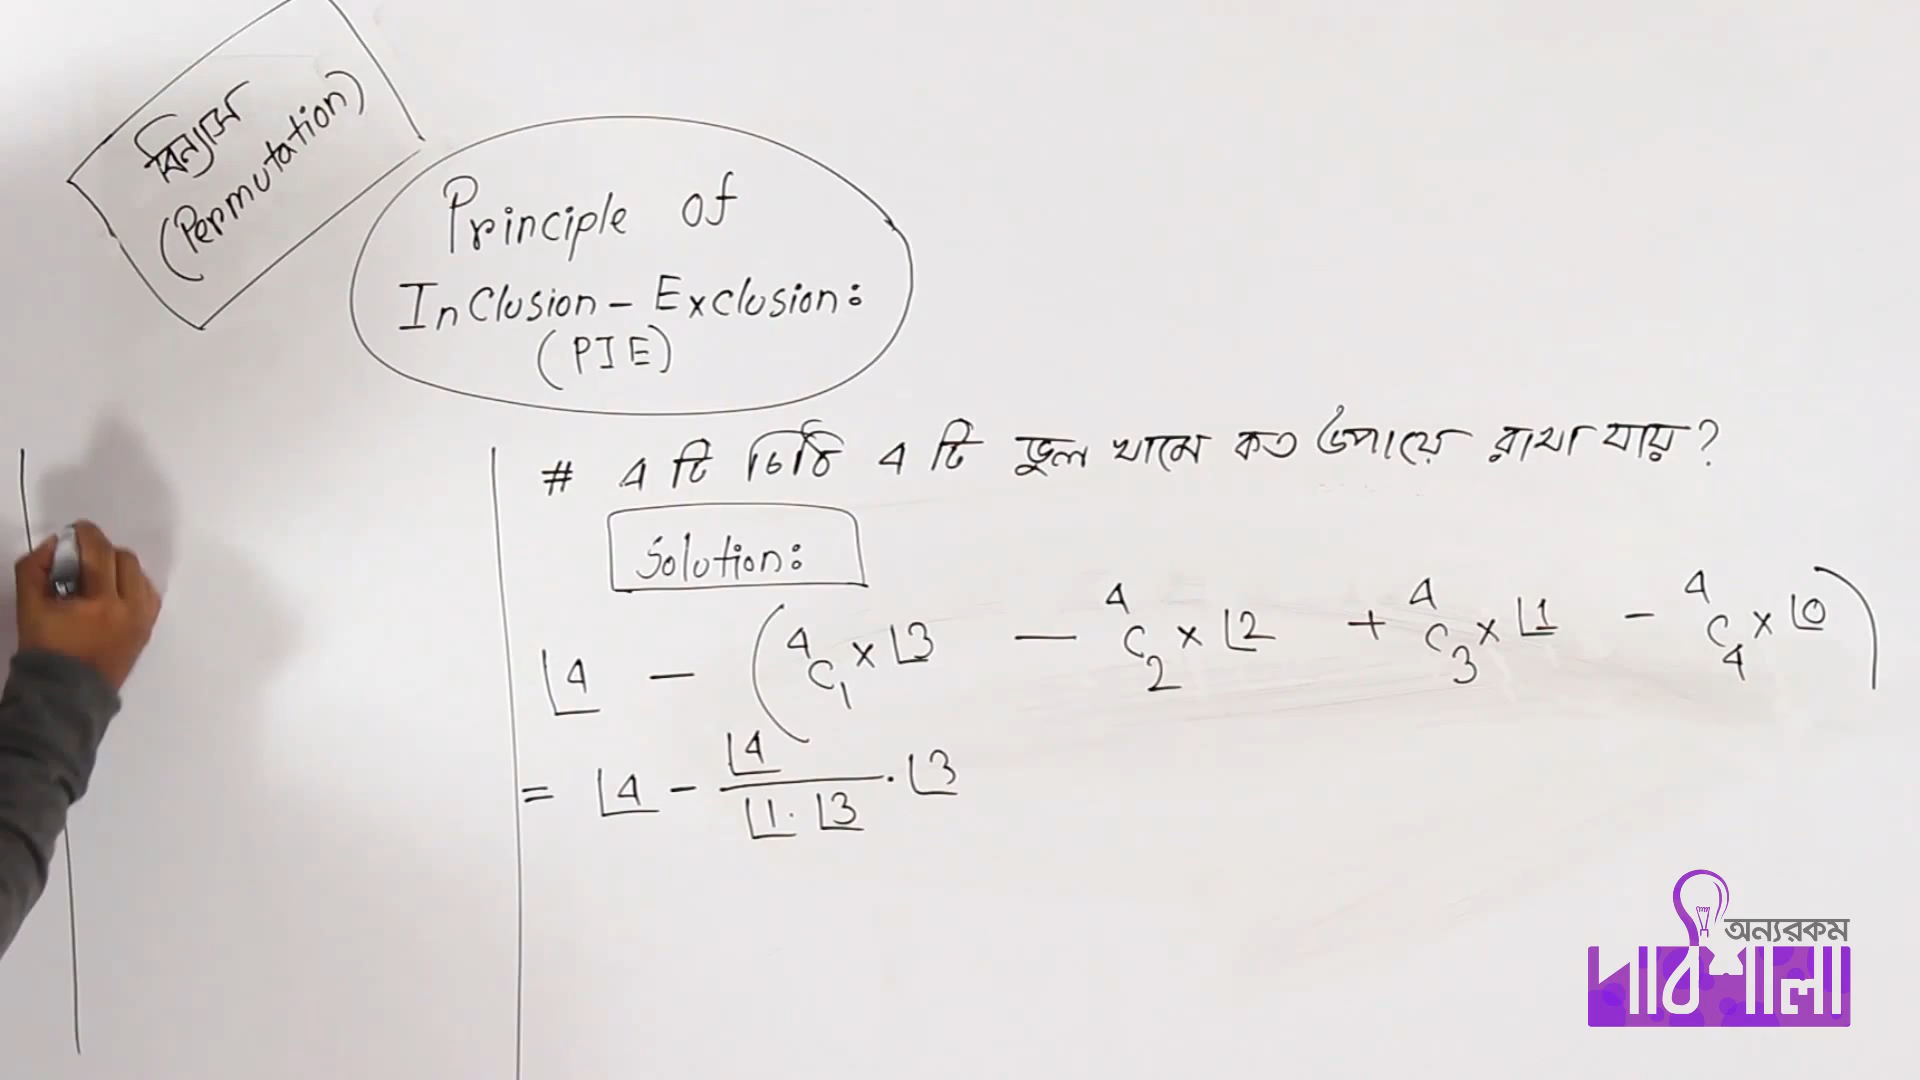 বিন্যাস
(Permutation)
Principle of
Inclusion - Exclusion:
(PIE)
# 4 টি চিঠি 4 টি ভুল খামে কত উপায়ে রাখা যায়?
Solution:
⌊4 - (⁴C₁ × ⌊3 - ⁴C₂ × ⌊2 + ⁴C₃ × ⌊1 - ⁴C₄ × ⌊0)
= ⌊4 - ⌊4 / ⌊1 · ⌊3 · ⌊3
অন্যরকম
পাঠশালা